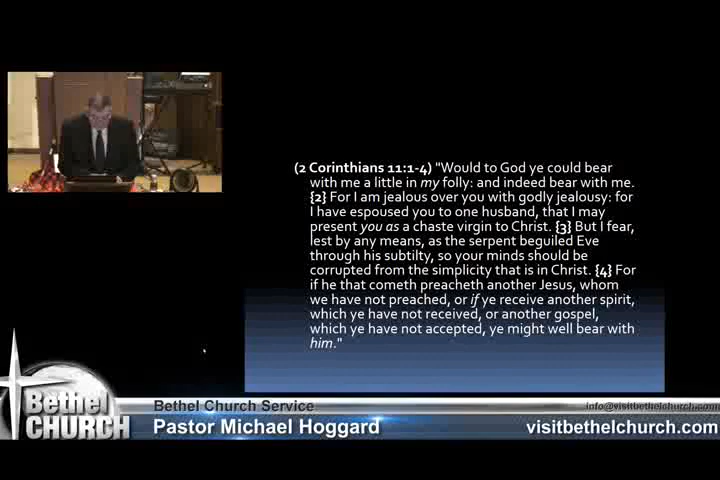 (2 Corinthians 11:1-4) "Would to God ye could bear
with me a little in my folly: and indeed bear with me.
{2} For I am jealous over you with godly jealousy: for
I have espoused you to one husband, that I may
present you as a chaste virgin to Christ. {3} But I fear,
lest by any means, as the serpent beguiled Eve
through his subtilty, so your minds should be
corrupted from the simplicity that is in Christ. {4} For
if he that cometh preacheth another Jesus, whom
we have not preached, or if ye receive another spirit,
which ye have not received, or another gospel,
which ye have not accepted, ye might well bear with
him."
Bethel
CHURCH
Bethel Church Service
info@visitbethelchurch.com
Pastor Michael Hoggard
visitbethelchurch.com